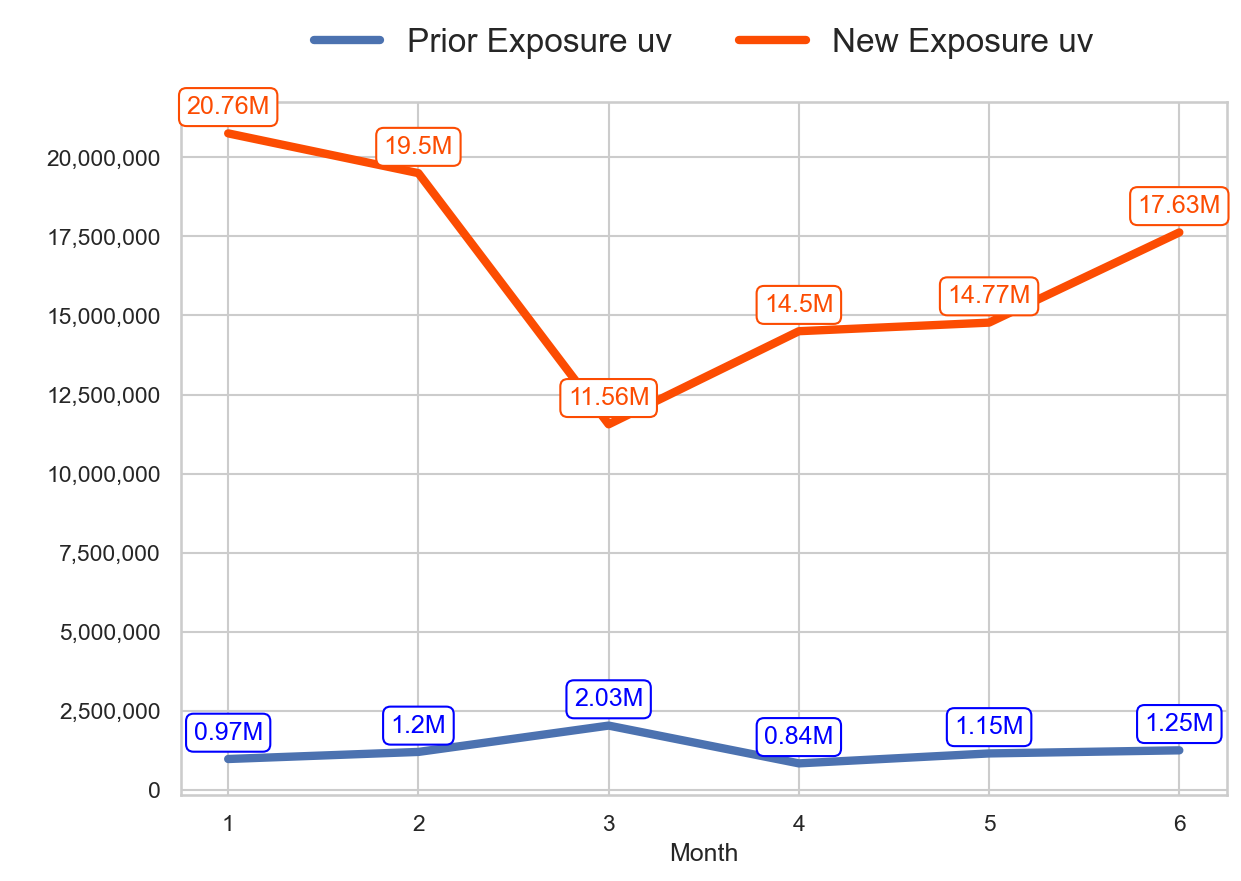 Prior Exposure uv New Exposure uv
20.76M
19.5M
20,000,000
17.63M
17,500,000
14.77M
14.5M
15,000,000
11.56M
12,500,000
10,000,000
7,500,000
5,000,000
2.03M
2,500,000
0.97M
1.2M
0.84M
1.15M
1.25M
0
1 2 3 4 5 6
Month